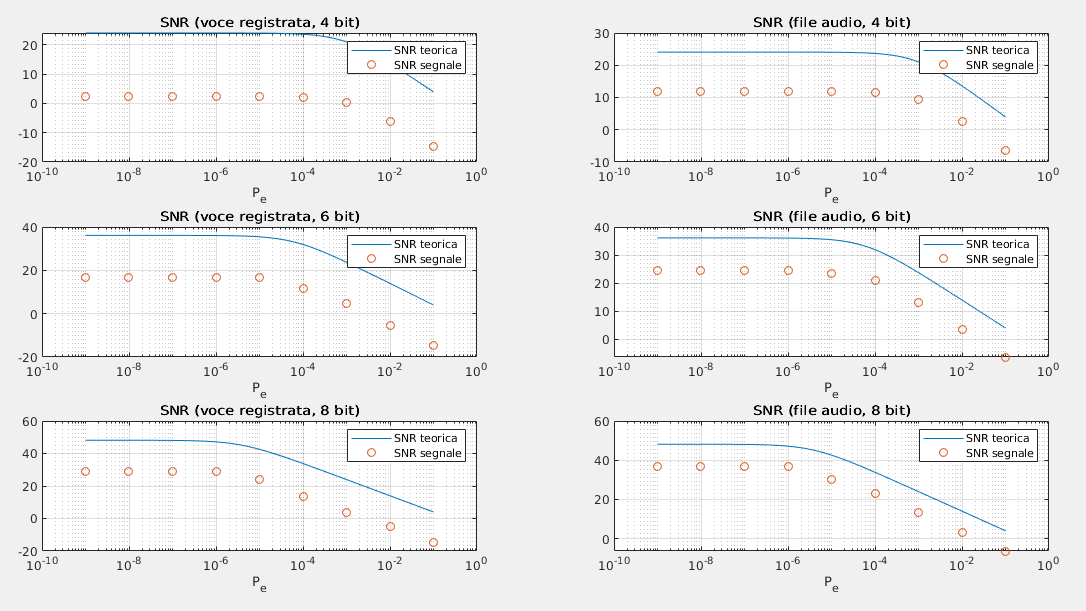 SNR (voce registrata, 4 bit)
20
10
0
-10
-20
10^-10
10^-8
10^-6
10^-4
10^-2
10^0
P_e
SNR teorica
SNR segnale
SNR (file audio, 4 bit)
30
20
10
0
-10
10^-10
10^-8
10^-6
10^-4
10^-2
10^0
P_e
SNR teorica
SNR segnale
SNR (voce registrata, 6 bit)
40
20
0
-20
10^-10
10^-8
10^-6
10^-4
10^-2
10^0
P_e
SNR teorica
SNR segnale
SNR (file audio, 6 bit)
40
30
20
10
0
10^-10
10^-8
10^-6
10^-4
10^-2
10^0
P_e
SNR teorica
SNR segnale
SNR (voce registrata, 8 bit)
60
40
20
0
-20
10^-10
10^-8
10^-6
10^-4
10^-2
10^0
P_e
SNR teorica
SNR segnale
SNR (file audio, 8 bit)
60
40
20
0
10^-10
10^-8
10^-6
10^-4
10^-2
10^0
P_e
SNR teorica
SNR segnale